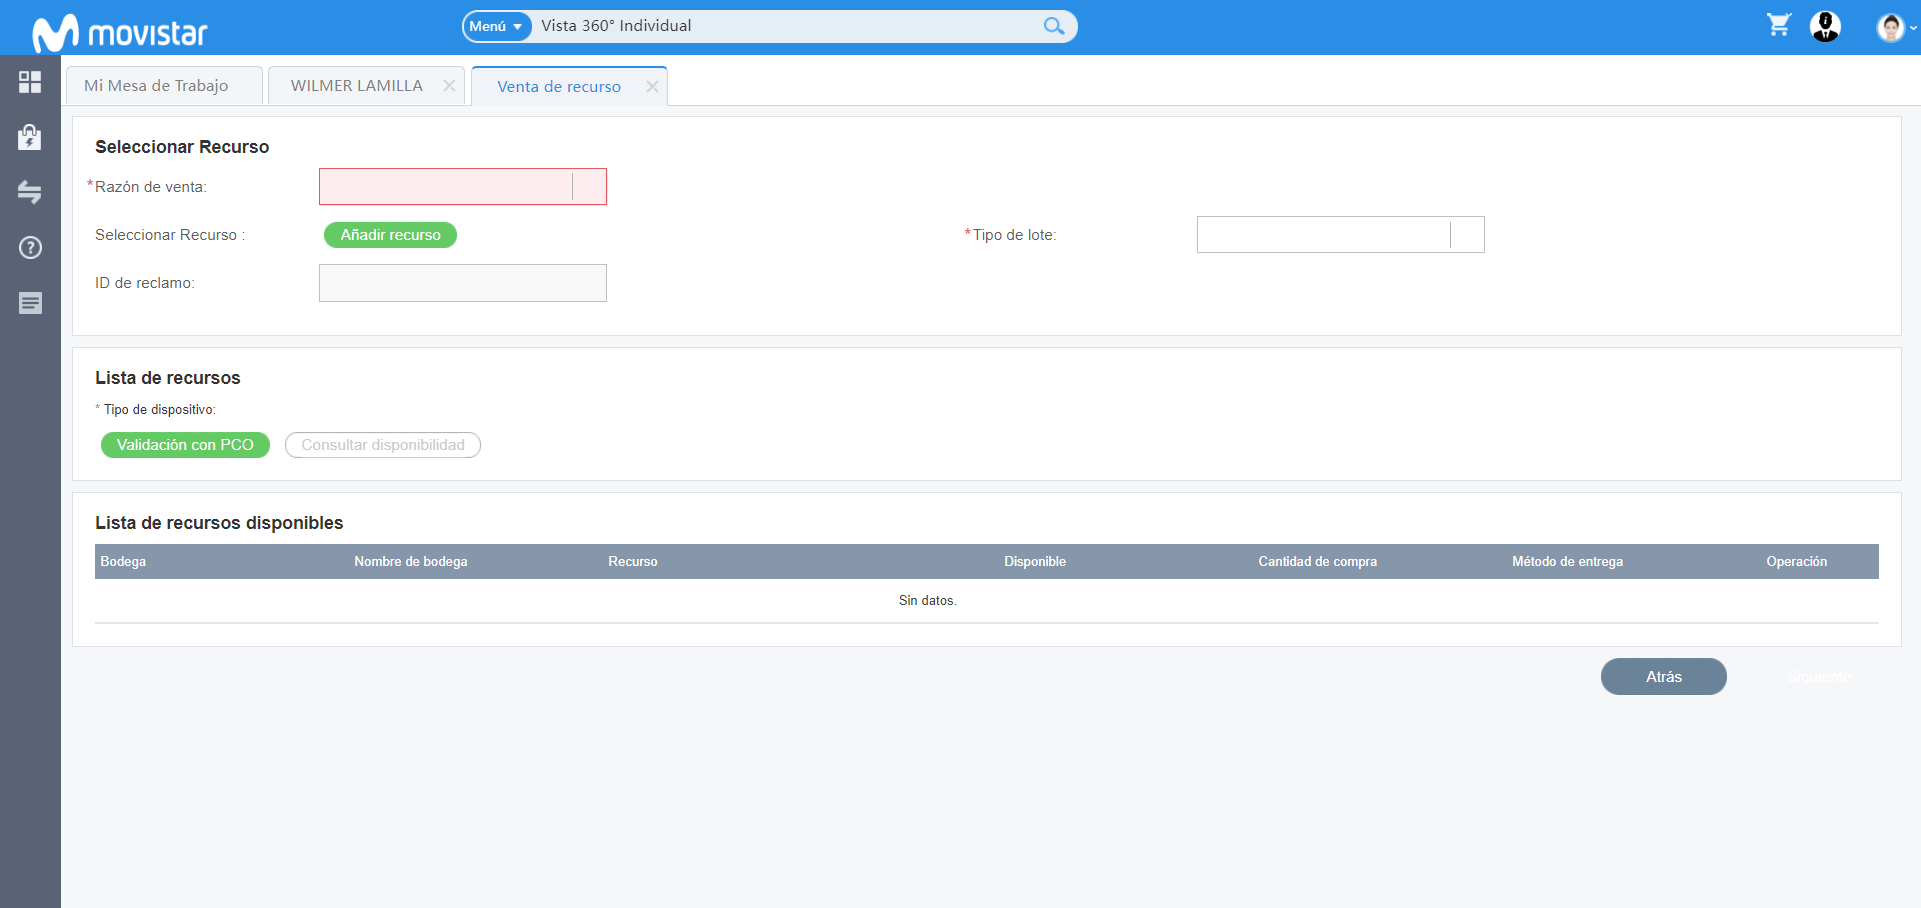 movistar
Menú
Vista 360° Individual
Mi Mesa de Trabajo
WILMER LAMILLA
Venta de recurso
Seleccionar Recurso
*Razón de venta:
Seleccionar Recurso :
Añadir recurso
*Tipo de lote:
ID de reclamo:
Lista de recursos
* Tipo de dispositivo:
Validación con PCO
Consultar disponibilidad
Lista de recursos disponibles
Bodega
Nombre de bodega
Recurso
Disponible
Cantidad de compra
Método de entrega
Operación
Sin datos.
Atrás
Siguiente